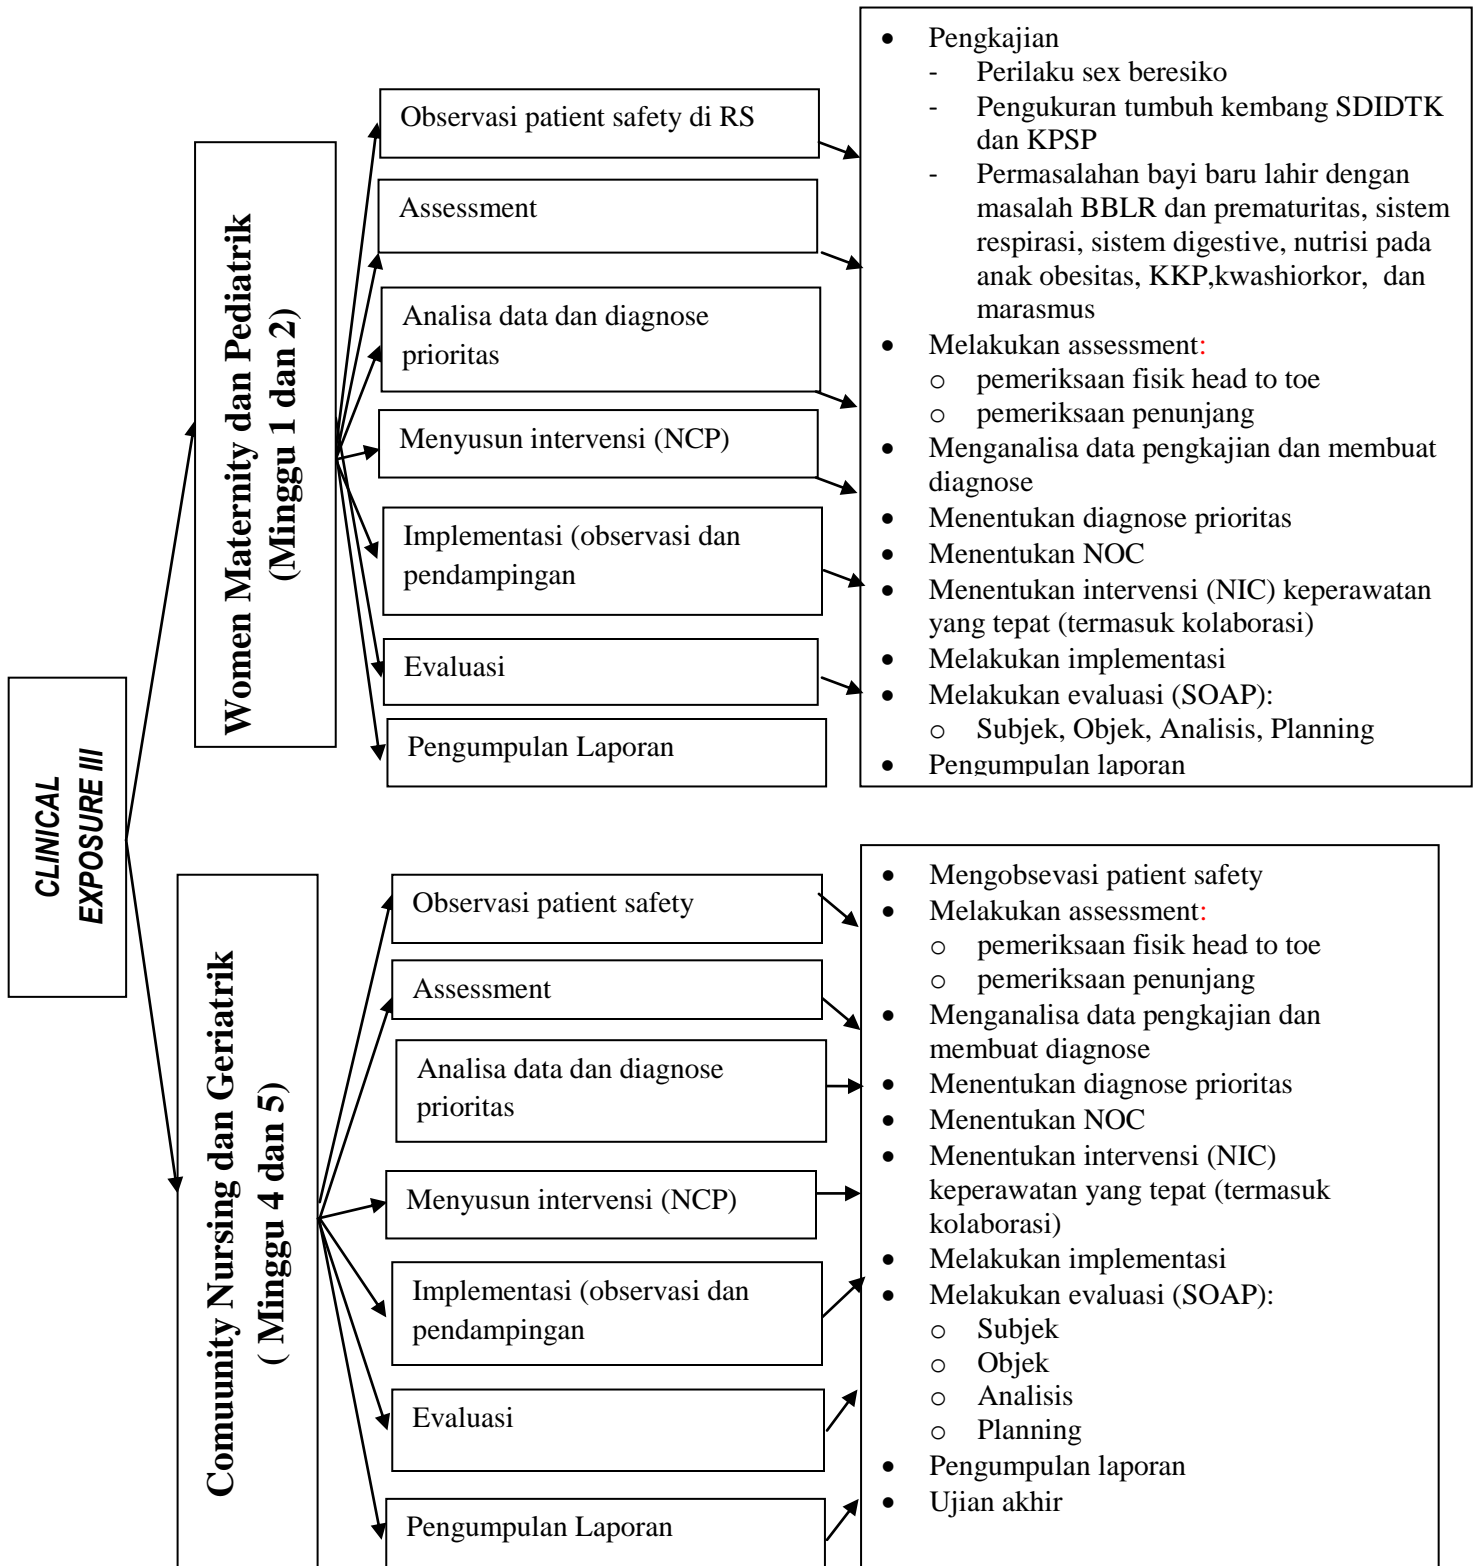 CLINICAL
EXPOSURE III
Women Maternity dan Pediatrik
(Minggu 1 dan 2)
Observasi patient safety di RS
Assessment
Analisa data dan diagnose
prioritas
Menyusun intervensi (NCP)
Implementasi (observasi dan
pendampingan
Evaluasi
Pengumpulan Laporan
• Pengkajian
- Perilaku sex beresiko
- Pengukuran tumbuh kembang SDIDTK
dan KPSP
- Permasalahan bayi baru lahir dengan
masalah BBLR dan prematuritas, sistem
respirasi, sistem digestive, nutrisi pada
anak obesitas, KKP,kwashiorkor, dan
marasmus
• Melakukan assessment:
o pemeriksaan fisik head to toe
o pemeriksaan penunjang
• Menganalisa data pengkajian dan membuat
diagnose
• Menentukan diagnose prioritas
• Menentukan NOC
• Menentukan intervensi (NIC) keperawatan
yang tepat (termasuk kolaborasi)
• Melakukan implementasi
• Melakukan evaluasi (SOAP):
o Subjek, Objek, Analisis, Planning
• Pengumpulan laporan
Comuunity Nursing dan Geriatrik
( Minggu 4 dan 5)
Observasi patient safety
Assessment
Analisa data dan diagnose
prioritas
Menyusun intervensi (NCP)
Implementasi (observasi dan
pendampingan
Evaluasi
Pengumpulan Laporan
• Mengobsevasi patient safety
• Melakukan assessment:
o pemeriksaan fisik head to toe
o pemeriksaan penunjang
• Menganalisa data pengkajian dan
membuat diagnose
• Menentukan diagnose prioritas
• Menentukan NOC
• Menentukan intervensi (NIC)
keperawatan yang tepat (termasuk
kolaborasi)
• Melakukan implementasi
• Melakukan evaluasi (SOAP):
o Subjek
o Objek
o Analisis
o Planning
• Pengumpulan laporan
• Ujian akhir